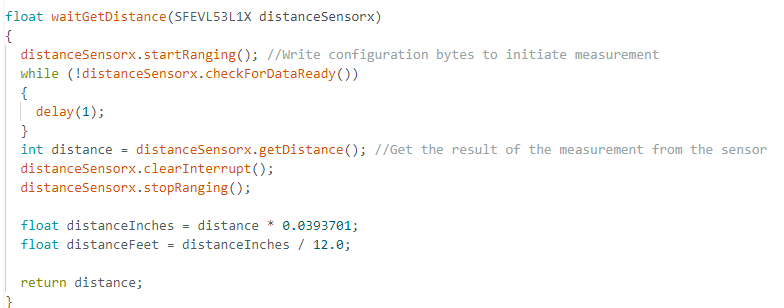 float waitGetDistance(SFEVL53L1X distanceSensorx)
{
distanceSensorx.startRanging(); //Write configuration bytes to initiate measurement
while (!distanceSensorx.checkForDataReady())
{
delay(1);
}
int distance = distanceSensorx.getDistance(); //Get the result of the measurement from the sensor
distanceSensorx.clearInterrupt();
distanceSensorx.stopRanging();
float distanceInches = distance * 0.0393701;
float distanceFeet = distanceInches / 12.0;
return distance;
}